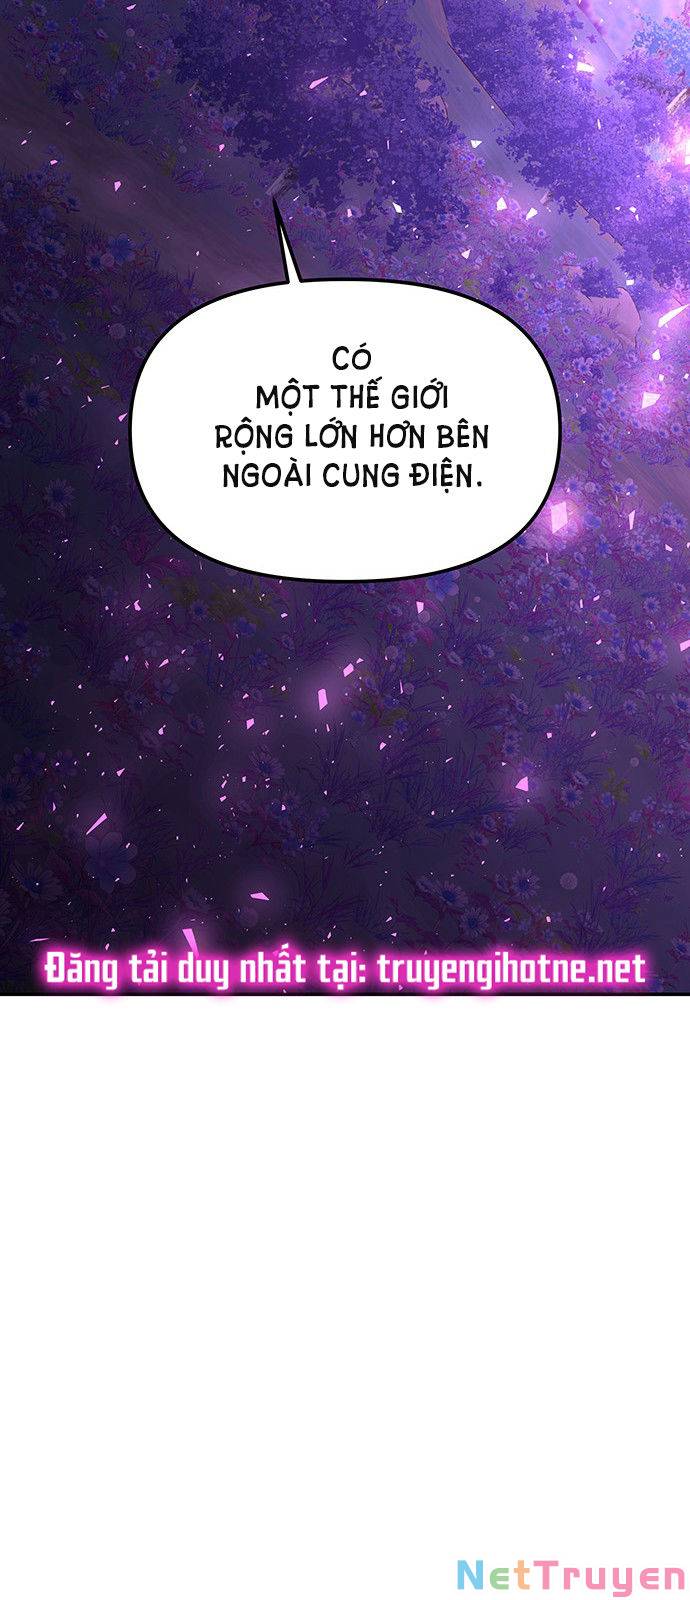 CÓ
MỘT THẾ GIỚI
RỘNG LỚN HƠN BÊN
NGOÀI CUNG ĐIỆN.
Đăng tải duy nhất tại: truyengihotne.net
NetTruyen